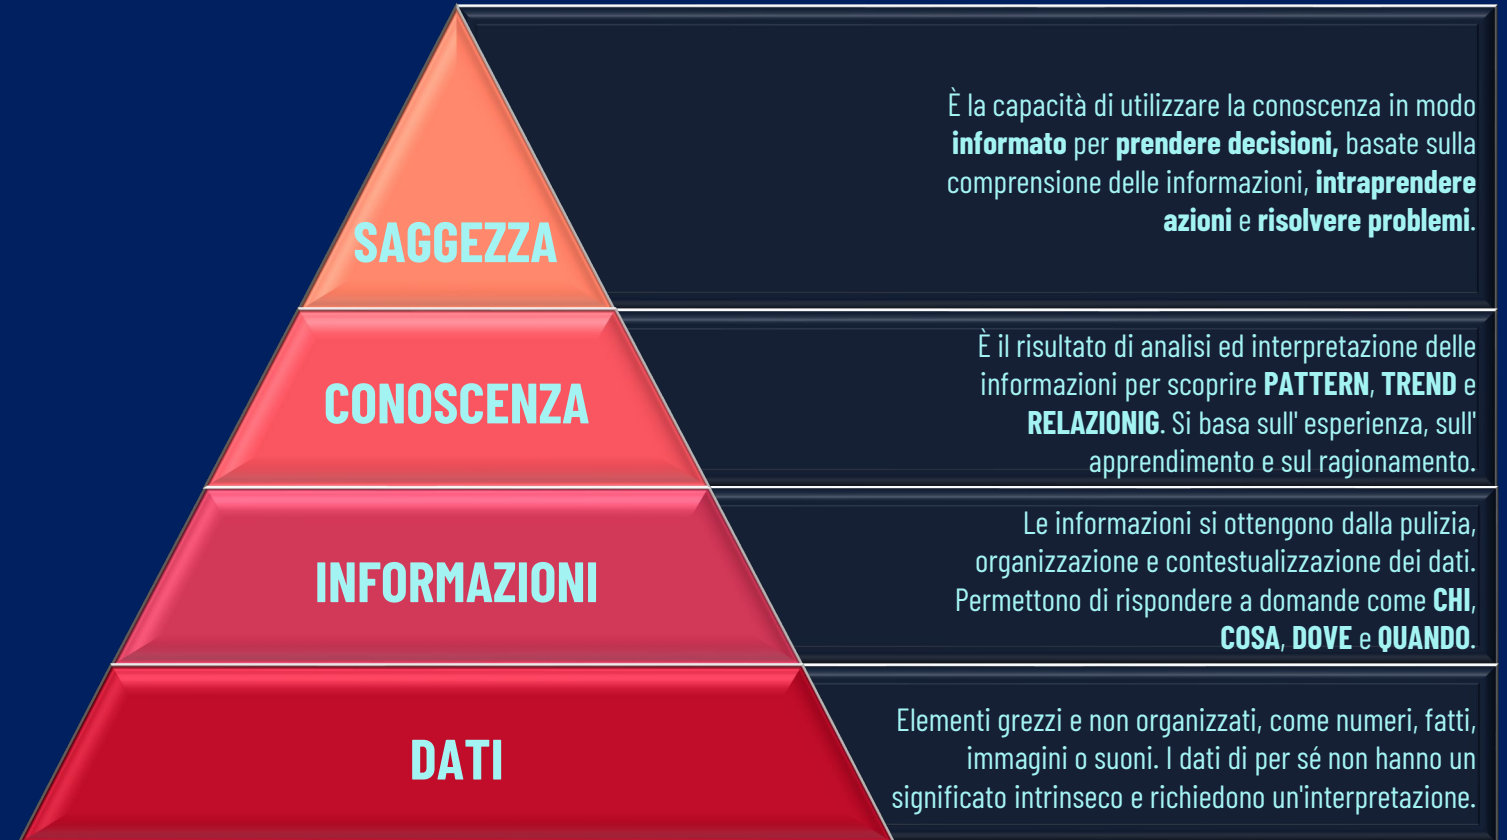 È la capacità di utilizzare la conoscenza in modo
informato per prendere decisioni, basate sulla
comprensione delle informazioni, intraprendere
azioni e risolvere problemi.
SAGGEZZA
È il risultato di analisi ed interpretazione delle
informazioni per scoprire PATTERN, TREND e
RELAZIONIG. Si basa sull' esperienza, sull'
apprendimento e sul ragionamento.
CONOSCENZA
Le informazioni si ottengono dalla pulizia,
organizzazione e contestualizzazione dei dati.
Permettono di rispondere a domande come CHI,
COSA, DOVE e QUANDO.
INFORMAZIONI
Elementi grezzi e non organizzati, come numeri, fatti,
immagini o suoni. I dati di per sé non hanno un
significato intrinseco e richiedono un'interpretazione.
DATI